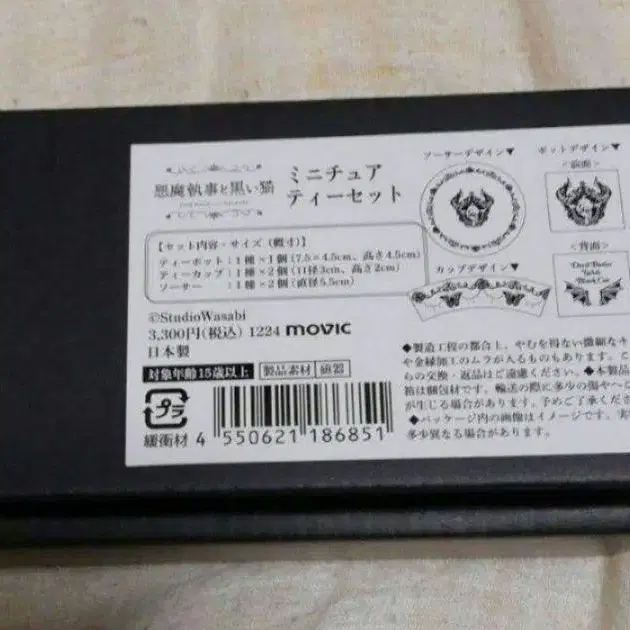 悪魔執事と黒い猫
ミニチュア
ティーセット
【セット内容・サイズ(概寸)】
ティーポット:1種×1個(7.5×4.5cm、高さ4.5cm)
ティーカップ:1種×2個(口径3cm、高さ2cm)
ソーサー :1種×2個(直径5.5cm)
©StudioWasabi
3,300円(税込) 1224 movic
日本製
対象年齢15歳以上 製品素材 磁器
プラ
緩衝材
4 550621 186851
ソーサーデザイン▼
カップデザイン▼
ポットデザイン▼
<前面>
<背面>
Devil Butler
with
Black Cat
◆製造工程の都合上、やむを得ない微細なキ
や金縁加工のムラが入るものもあります。こ
らの交換・返品はご遠慮ください。◆本製品
箱は梱包材です。輸送の際に多少の傷やへこ
が生じる場合があります。予めご了承くださ
◆パッケージ内の画像はイメージです。実
多少異なる場合があります。